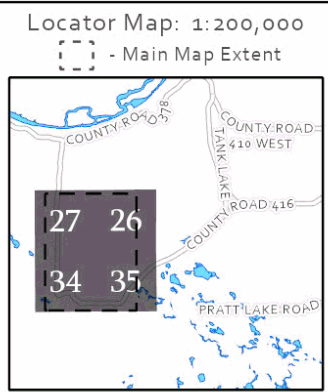 Locator Map: 1:200,000
- Main Map Extent
COUNTY ROAD 378
COUNTY ROAD
410 WEST
TANK LAKE
COUNTY ROAD 416
27 26
34 35
PRATT LAKE ROAD